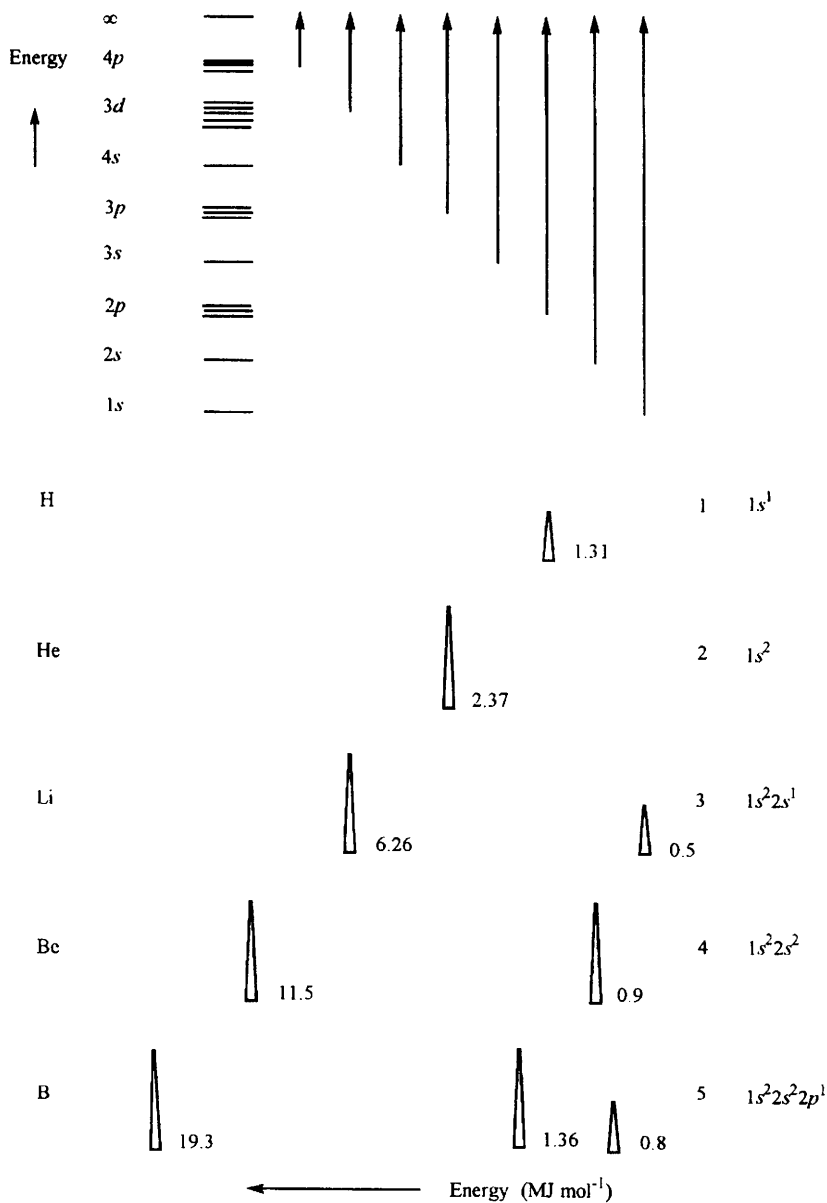 ∞
Energy 4p
3d
4s
3p
3s
2p
2s
1s
H 1 1s¹
1.31
He 2 1s²
2.37
Li 3 1s²2s¹
6.26 0.5
Be 4 1s²2s²
11.5 0.9
B 5 1s²2s²2p¹
19.3 1.36 0.8
Energy (MJ mol⁻¹)